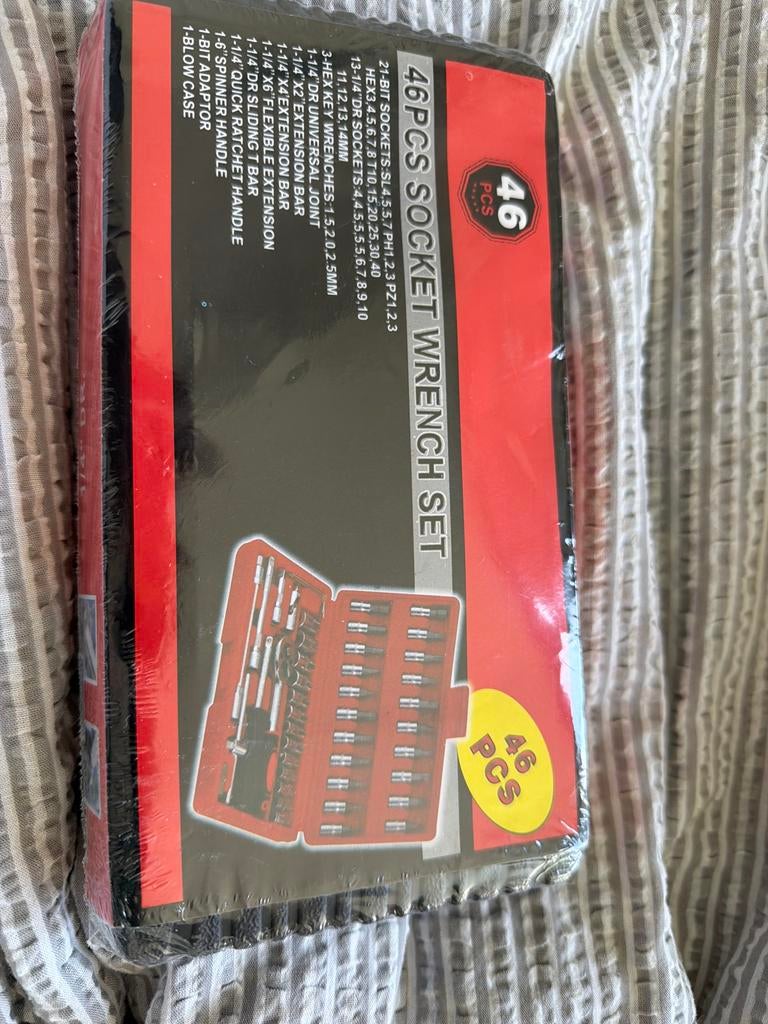 46
PCS
46PCS SOCKET WRENCH SET
21-BIT SOCKETS:SL4,5.5,7 PH1,2,3 PZ1,2,3
HEX3,4,5,6,7,8 T10,15,20,25,30,40
13-1/4"DR SOCKETS:4,4.5,5,5.5,6,7,8,9,10
11,12,13,14MM
3-HEX KEY WRENCHES:1.5,2.0,2.5MM
1-1/4"DR UNIVERSAL JOINT
1-1/4"X2"EXTENSION BAR
1-1/4"X4"EXTENSION BAR
1-1/4"X6"FLEXIBLE EXTENSION
1-1/4"DR SLIDING T BAR
1-1/4"QUICK RATCHET HANDLE
1-6"SPINNER HANDLE
1-BIT ADAPTOR
1-BLOW CASE
46
PCS